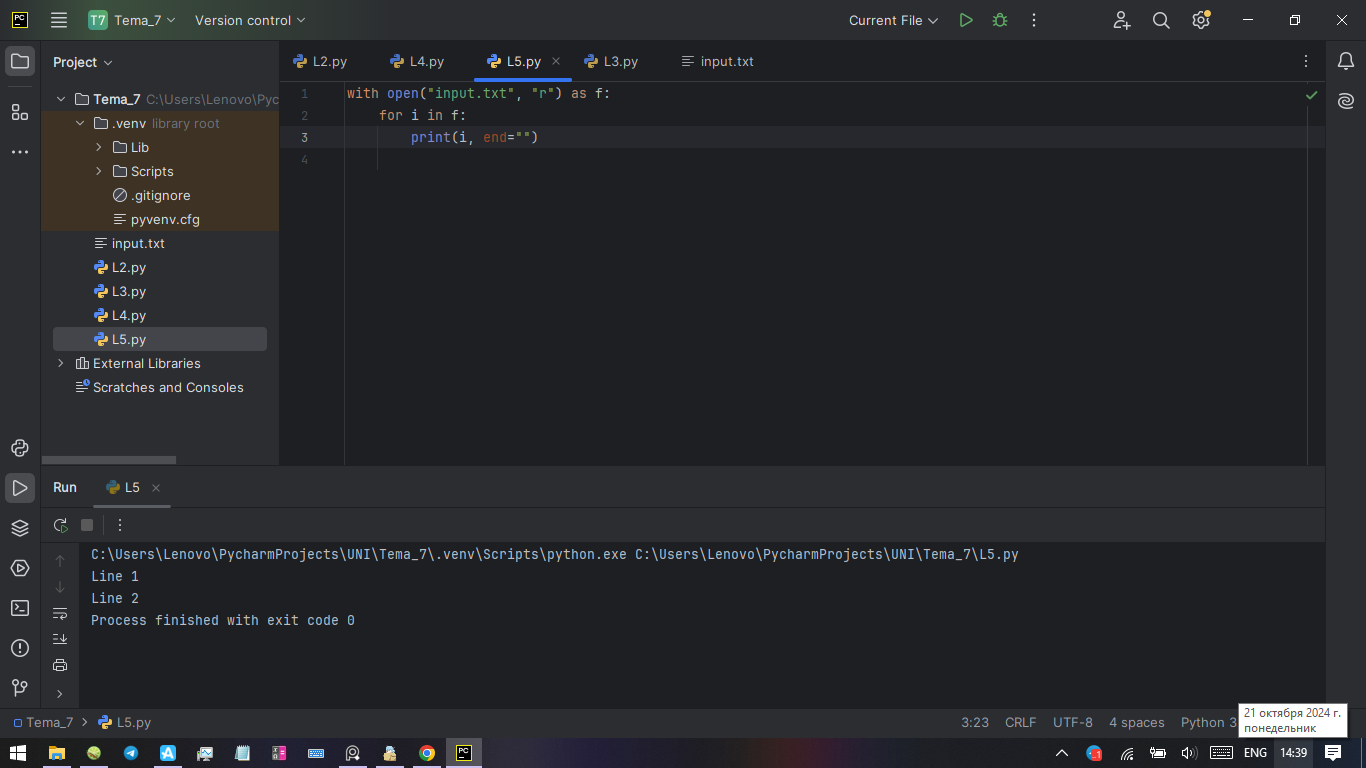 PC
T7 Tema_7 Version control Current File
Project
L2.py L4.py L5.py L3.py input.txt
Tema_7 C:\Users\Lenovo\Pyc
.venv library root
Lib
Scripts
.gitignore
pyvenv.cfg
input.txt
L2.py
L3.py
L4.py
L5.py
External Libraries
Scratches and Consoles
1 with open("input.txt", "r") as f:
2 for i in f:
3 print(i, end="")
4
Run L5
C:\Users\Lenovo\PycharmProjects\UNI\Tema_7\.venv\Scripts\python.exe C:\Users\Lenovo\PycharmProjects\UNI\Tema_7\L5.py
Line 1
Line 2
Process finished with exit code 0
Tema_7 L5.py 3:23 CRLF UTF-8 4 spaces Python 3
21 октября 2024 г.
понедельник
PC ENG 14:39